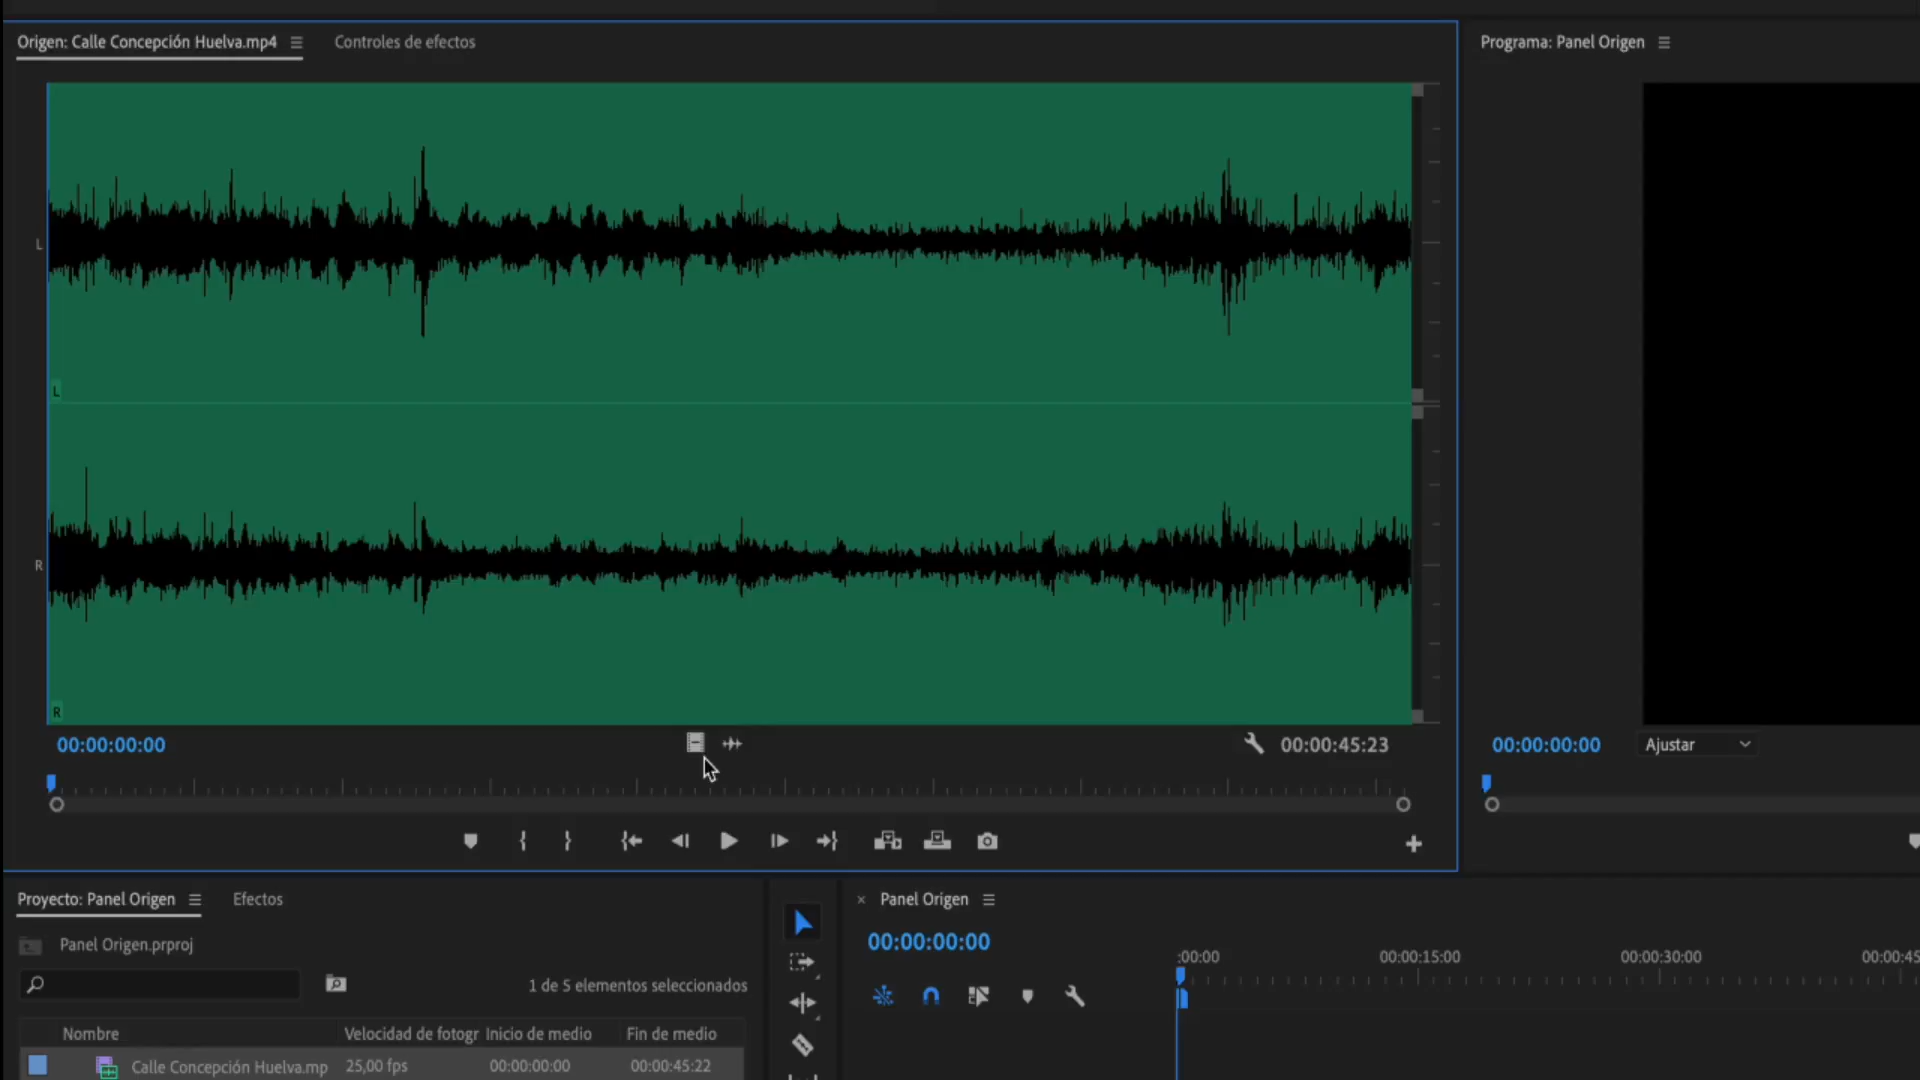 Origen: Calle Concepción Huelva.mp4
Controles de efectos
Programa: Panel Origen
L
L
R
R
00:00:00:00
00:00:45:23
00:00:00:00
Ajustar
Proyecto: Panel Origen
Efectos
Panel Origen
Panel Origen.prproj
00:00:00:00
1 de 5 elementos seleccionados
:00:00
00:00:15:00
00:00:30:00
00:00:45
Nombre
Velocidad de fotogr
Inicio de medio
Fin de medio
Calle Concepción Huelva.mp
25,00 fps
00:00:00:00
00:00:45:22